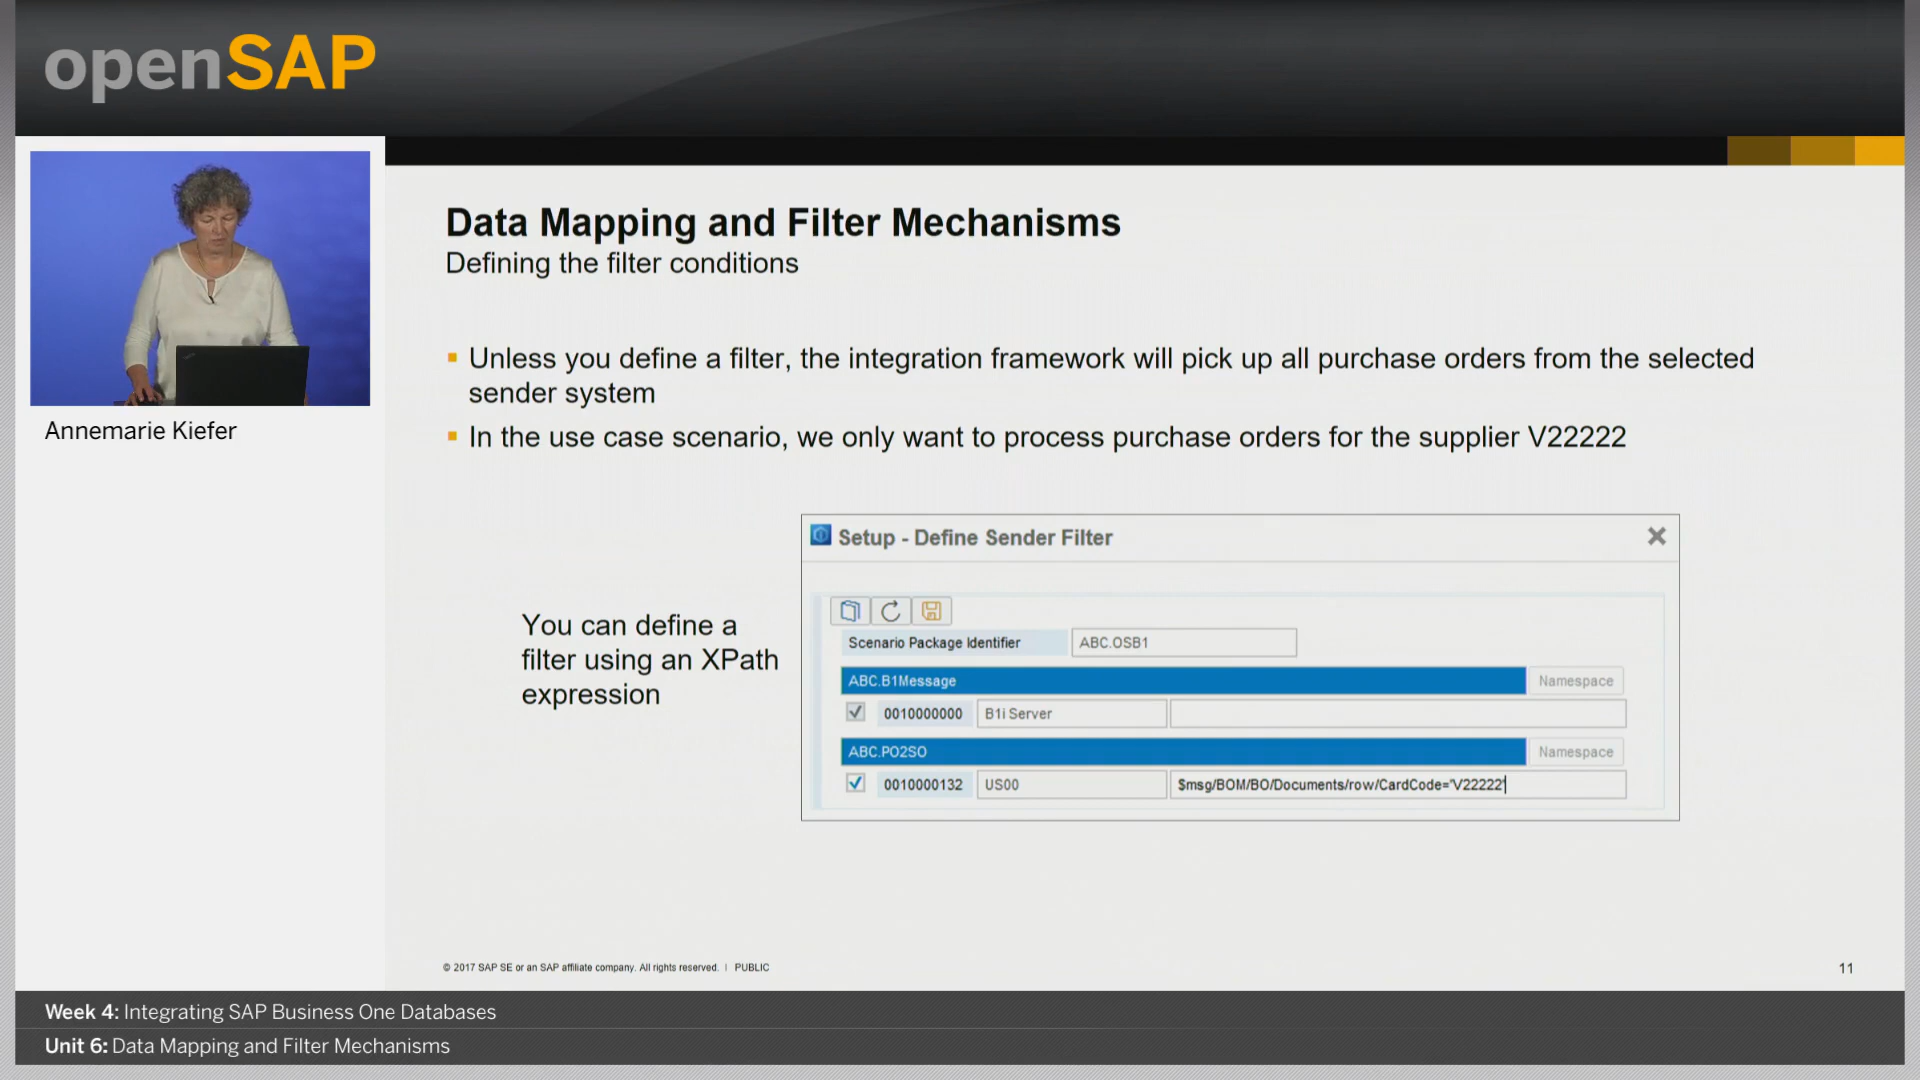 openSAP
Annemarie Kiefer
Data Mapping and Filter Mechanisms
Defining the filter conditions
▪ Unless you define a filter, the integration framework will pick up all purchase orders from the selected
sender system
▪ In the use case scenario, we only want to process purchase orders for the supplier V22222
You can define a
filter using an XPath
expression
Setup - Define Sender Filter
Scenario Package Identifier ABC.OSB1
ABC.B1Message Namespace
0010000000 B1i Server
ABC.PO2SO Namespace
0010000132 US00 $msg/BOM/BO/Documents/row/CardCode='V22222'
© 2017 SAP SE or an SAP affiliate company. All rights reserved. | PUBLIC
11
Week 4: Integrating SAP Business One Databases
Unit 6: Data Mapping and Filter Mechanisms